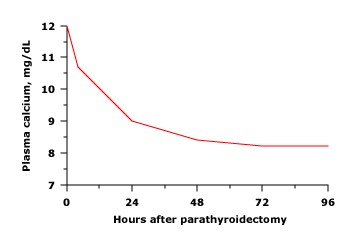 12
11
10
9
8
7
Plasma calcium, mg/dL
0 24 48 72 96
Hours after parathyroidectomy